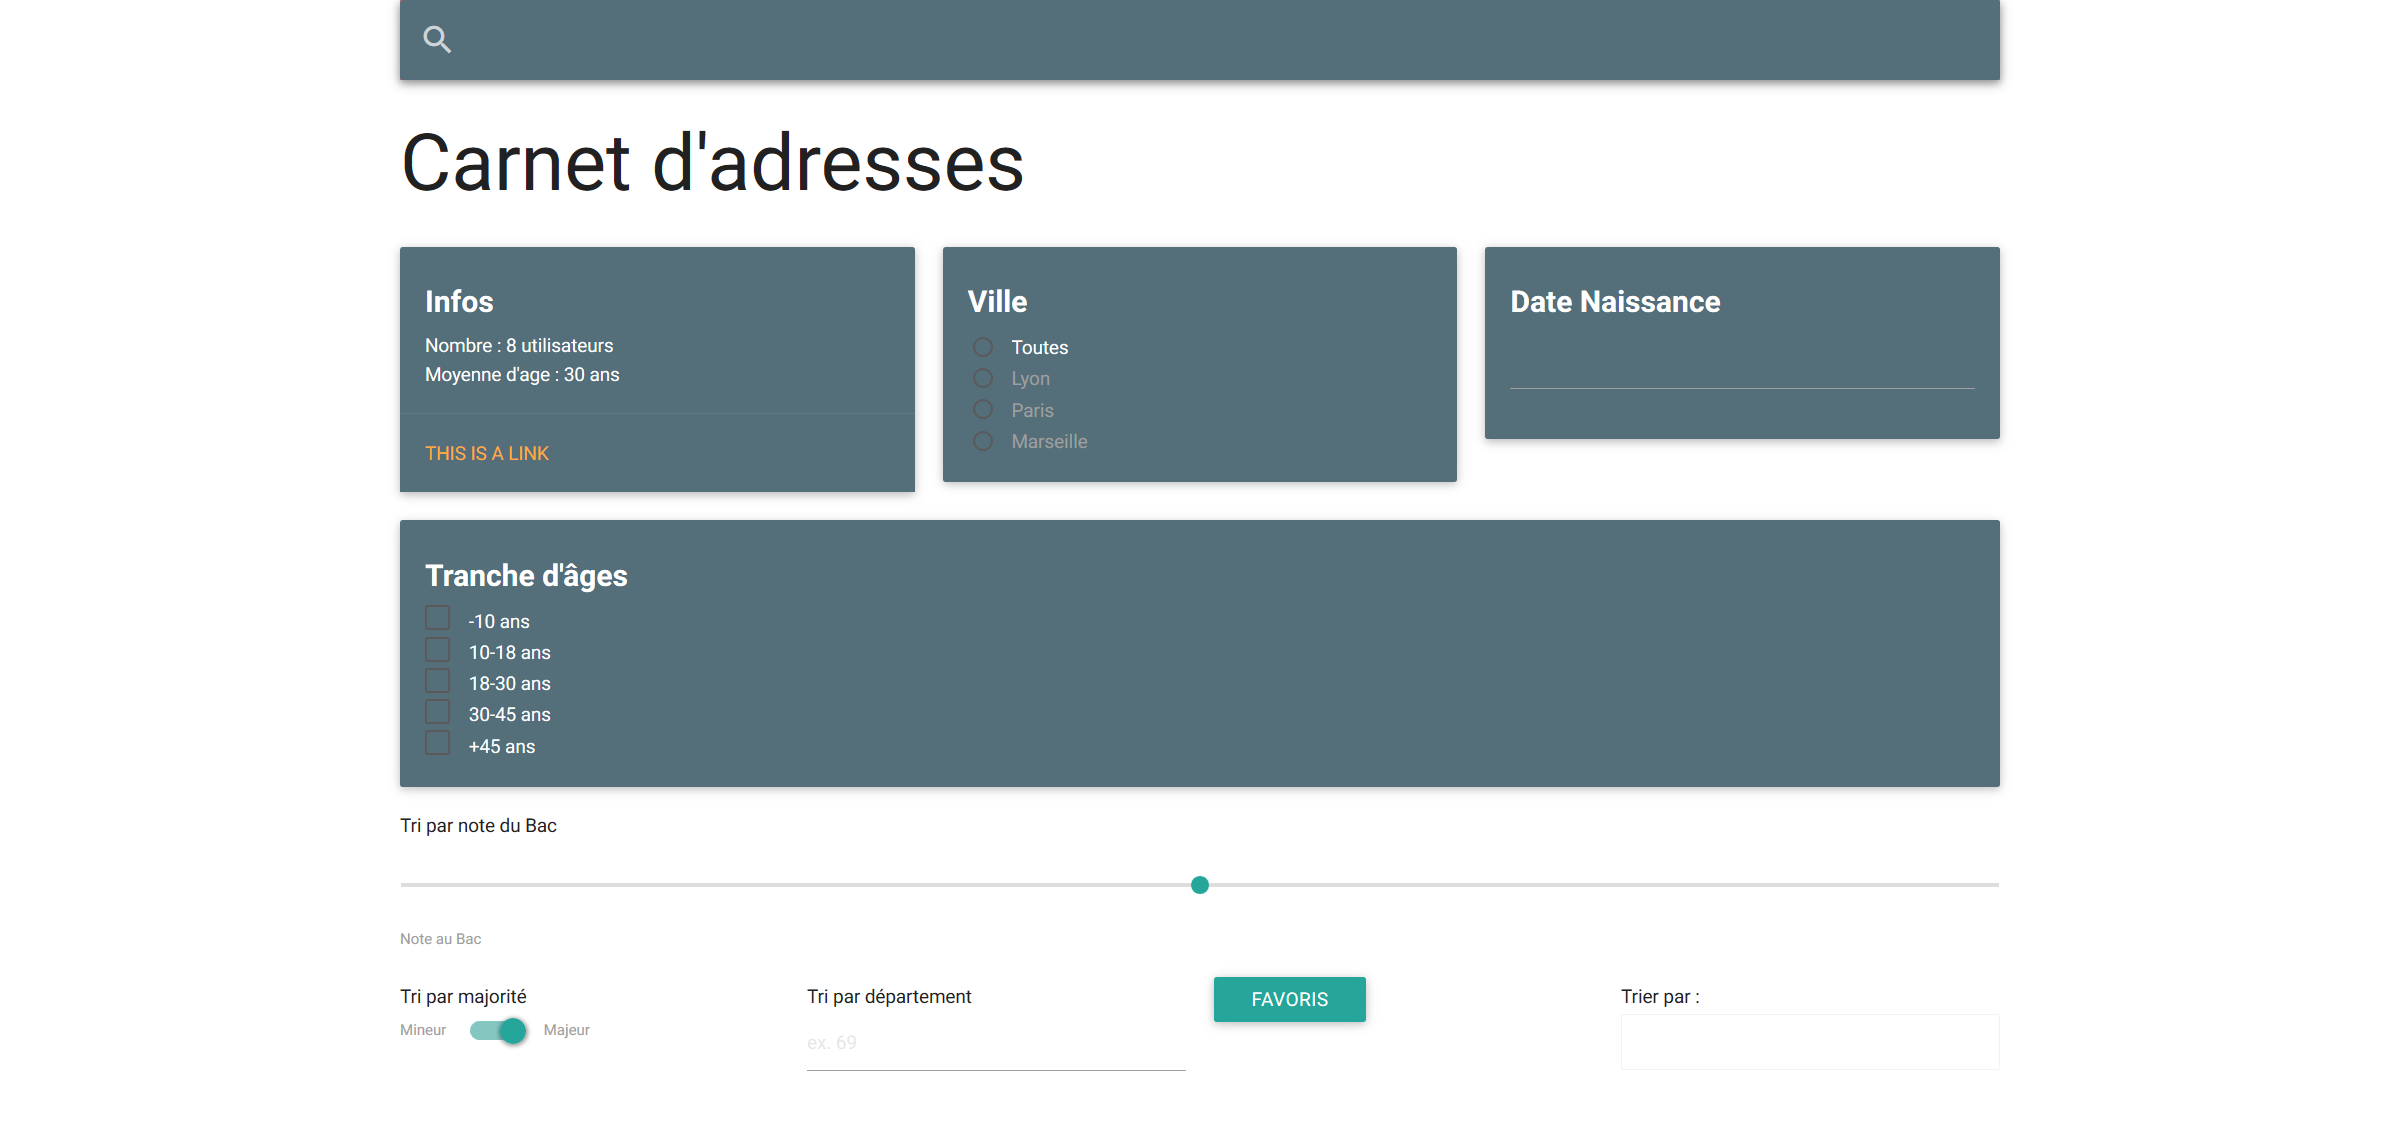 Carnet d'adresses
Infos
Nombre : 8 utilisateurs
Moyenne d'age : 30 ans
THIS IS A LINK
Ville
Toutes
Lyon
Paris
Marseille
Date Naissance
Tranche d'âges
-10 ans
10-18 ans
18-30 ans
30-45 ans
+45 ans
Tri par note du Bac
Note au Bac
Tri par majorité
Mineur
Majeur
Tri par département
ex. 69
FAVORIS
Trier par :